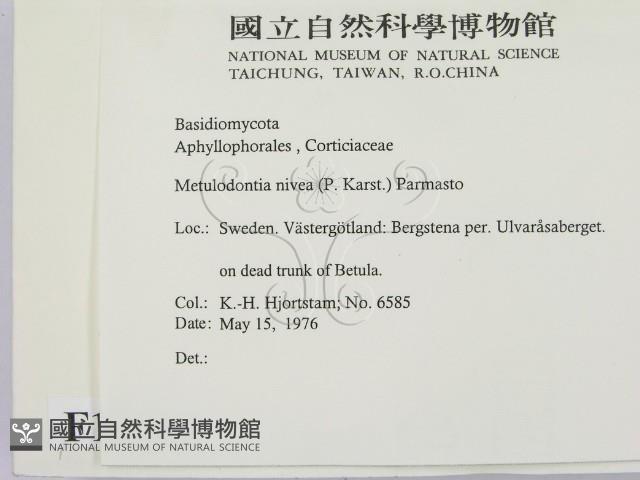 國立自然科學博物館
NATIONAL MUSEUM OF NATURAL SCIENCE
TAICHUNG, TAIWAN, R.O.CHINA
Basidiomycota
Aphyllophorales , Corticiaceae
Metulodontia nivea (P. Karst.) Parmasto
Loc.: Sweden. Västergötland: Bergstena per. Ulvaråsaberget.
on dead trunk of Betula.
Col.: K.-H. Hjortstam; No. 6585
Date: May 15, 1976
Det.:
國立自然科學博物館
NATIONAL MUSEUM OF NATURAL SCIENCE